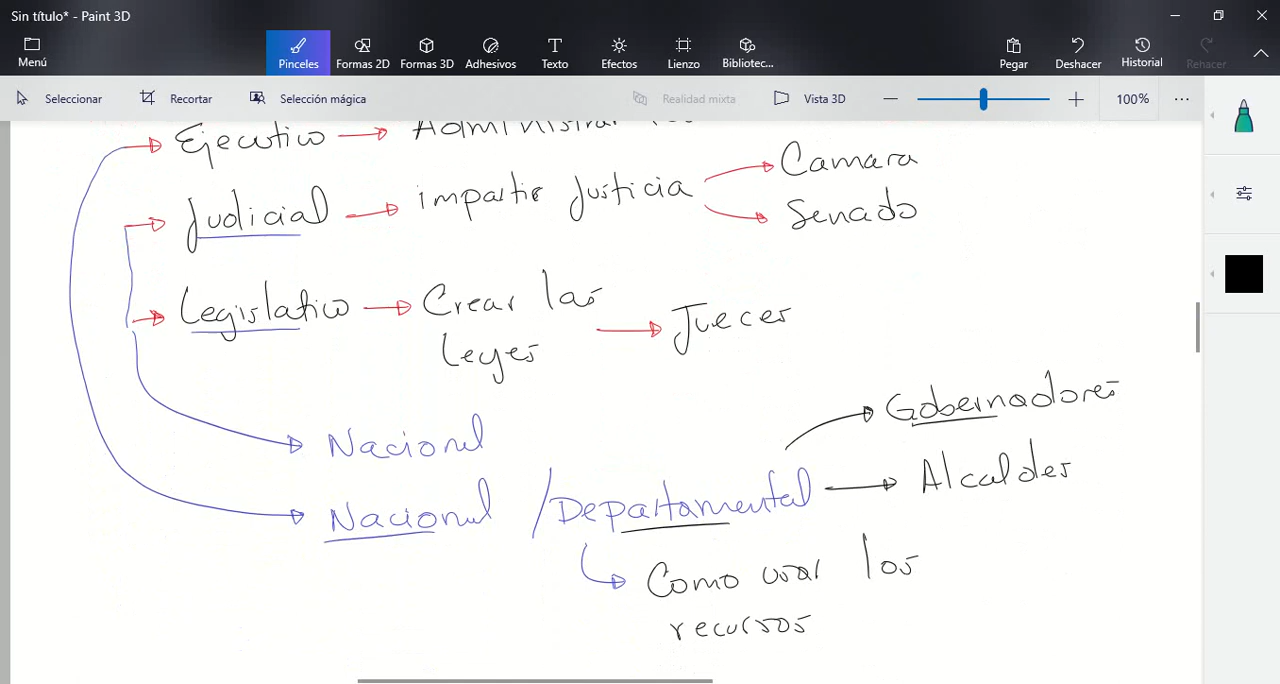 Sin título* - Paint 3D
Menú
Pinceles
Formas 2D
Formas 3D
Adhesivos
Texto
Efectos
Lienzo
Bibliotec...
Pegar
Deshacer
Historial
Rehacer
Seleccionar
Recortar
Selección mágica
Realidad mixta
Vista 3D
100%
Ejecutivo → Administrar
Camara
Judicial → impartir Justicia
Senado
Legislativo → Crear las
leyes → Jueces
Gobernadores
Nacional
Alcaldes
Nacional / Departamental
Como usar los
recursos